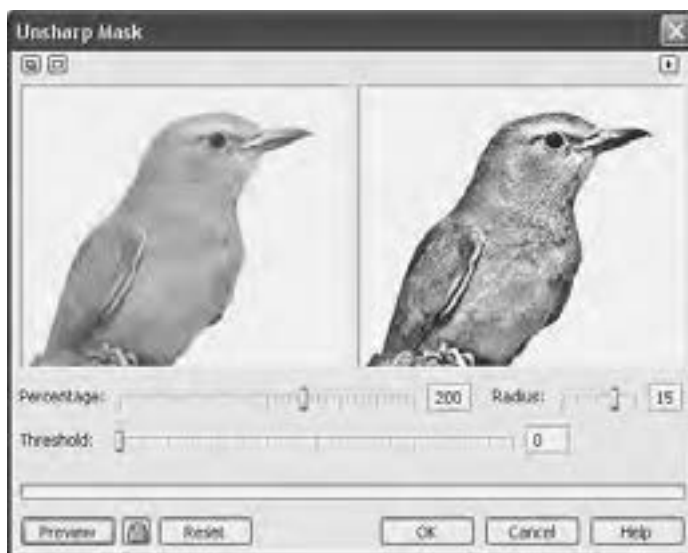 Unsharp Mask
Percentage: 200 Radius: 15
Threshold: 0
Preview Reset OK Cancel Help